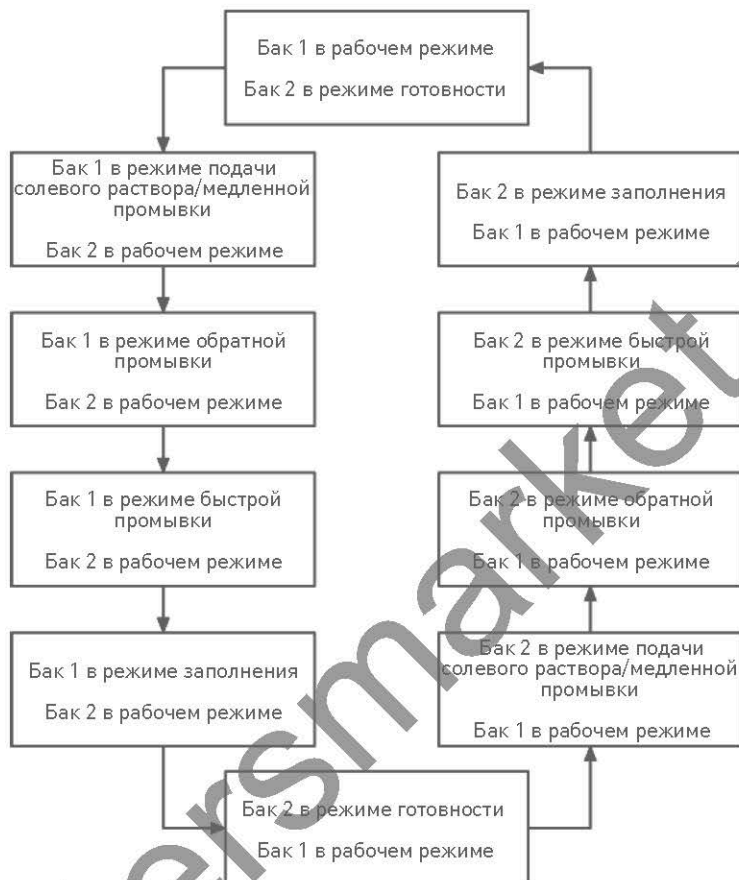 Бак 1 в рабочем режиме
Бак 2 в режиме готовности
Бак 1 в режиме подачи
солевого раствора/медленной
промывки
Бак 2 в рабочем режиме
Бак 1 в режиме обратной
промывки
Бак 2 в рабочем режиме
Бак 1 в режиме быстрой
промывки
Бак 2 в рабочем режиме
Бак 1 в режиме заполнения
Бак 2 в рабочем режиме
Бак 2 в режиме готовности
Бак 1 в рабочем режиме
Бак 2 в режиме подачи
солевого раствора/медленной
промывки
Бак 1 в рабочем режиме
Бак 2 в режиме обратной
промывки
Бак 1 в рабочем режиме
Бак 2 в режиме быстрой
промывки
Бак 1 в рабочем режиме
Бак 2 в режиме заполнения
Бак 1 в рабочем режиме
ersmarket